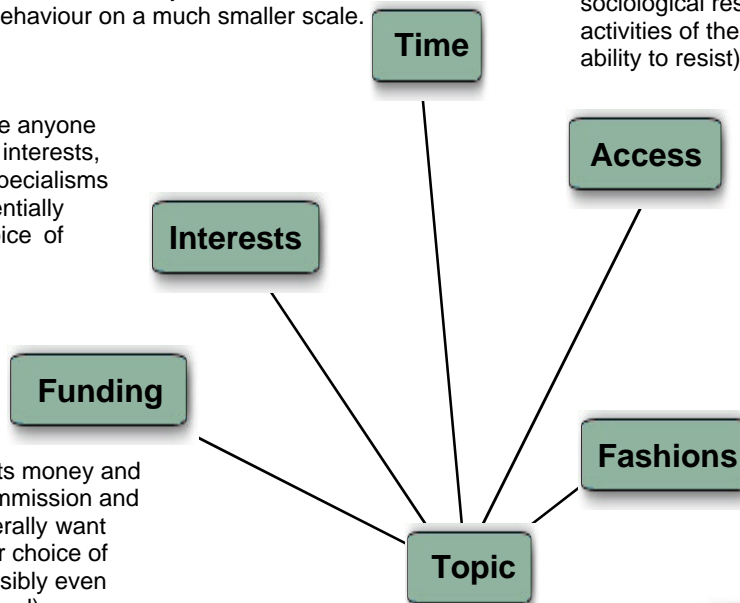 ehaviour on a much smaller scale.
Time
sociological res
activities of the
ability to resist)
e anyone
interests,
pecialisms
entially
ice of
Access
Interests
Funding
ts money and
mmission and
erally want
r choice of
sibly even
Fashions
Topic